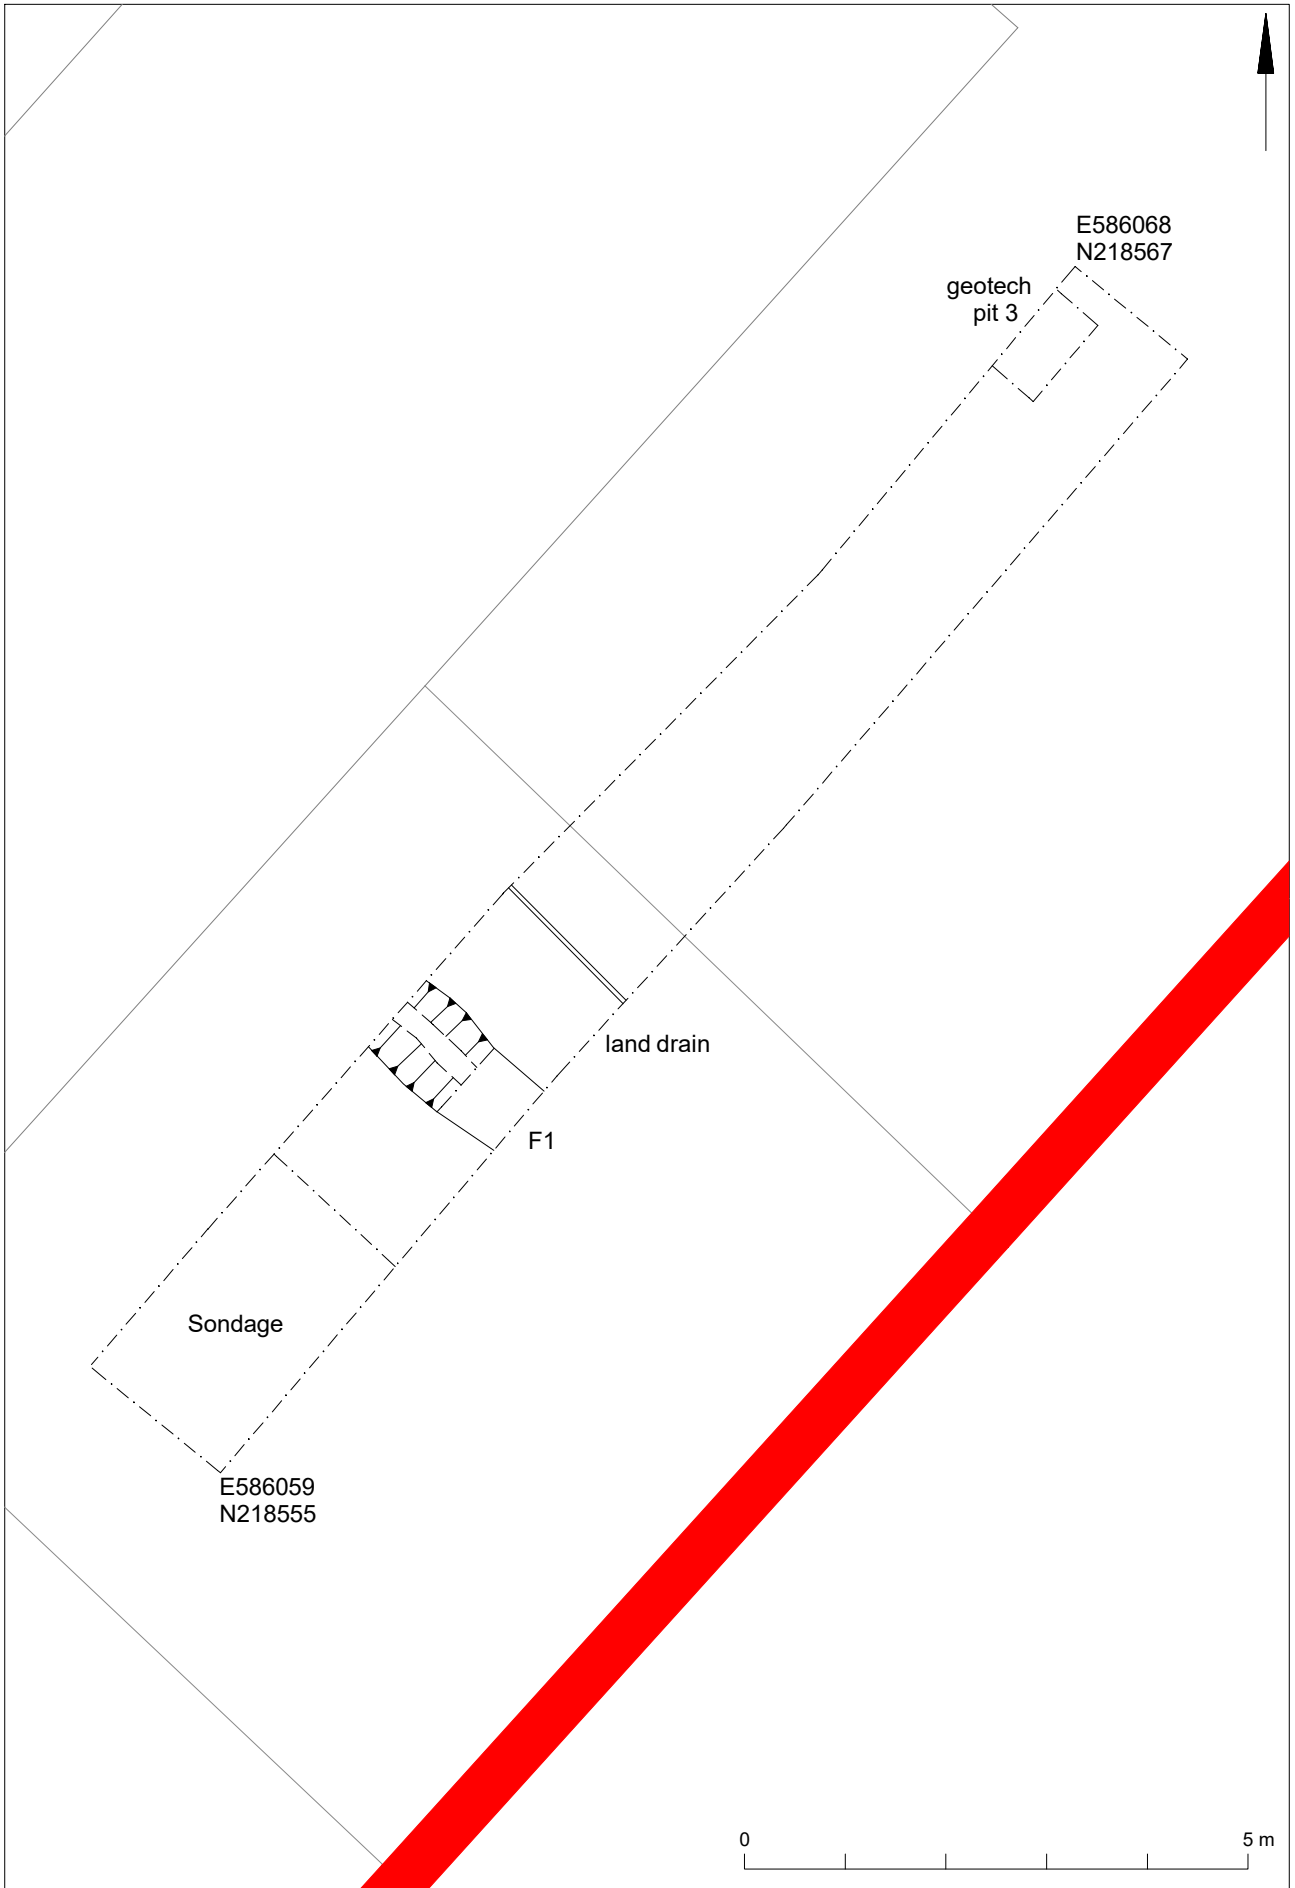 E586068
N218567
geotech
pit 3
land drain
F1
Sondage
E586059
N218555
0
5 m